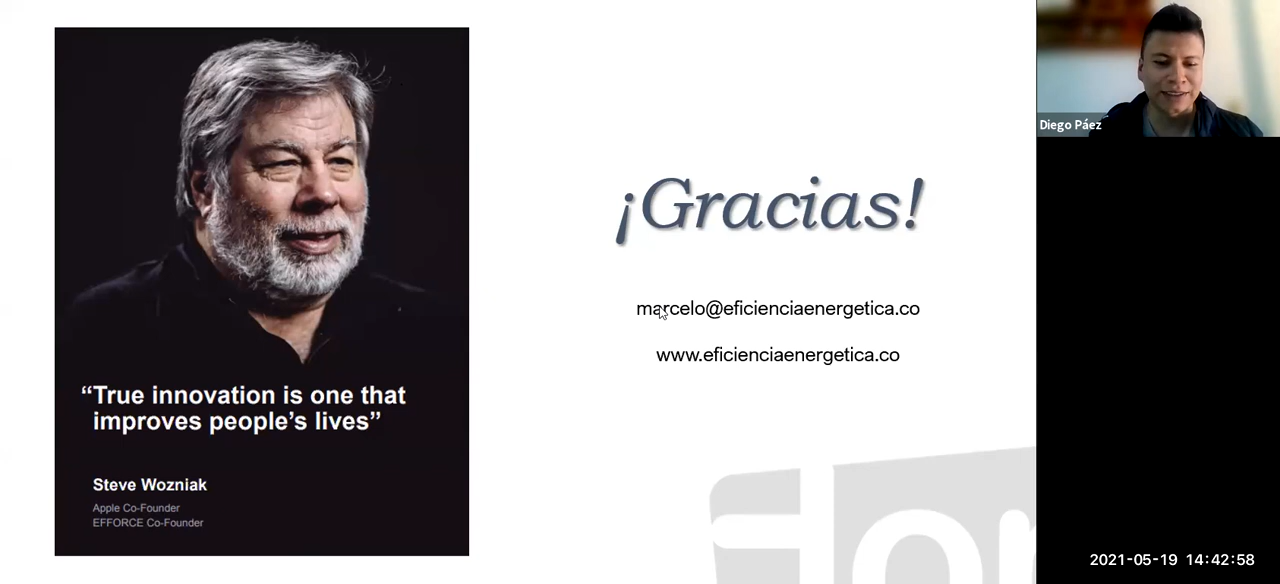 “True innovation is one that
improves people’s lives”
Steve Wozniak
Apple Co-Founder
EFFORCE Co-Founder
¡Gracias!
marcelo@eficienciaenergetica.co
www.eficienciaenergetica.co
Diego Páez
2021-05-19 14:42:58